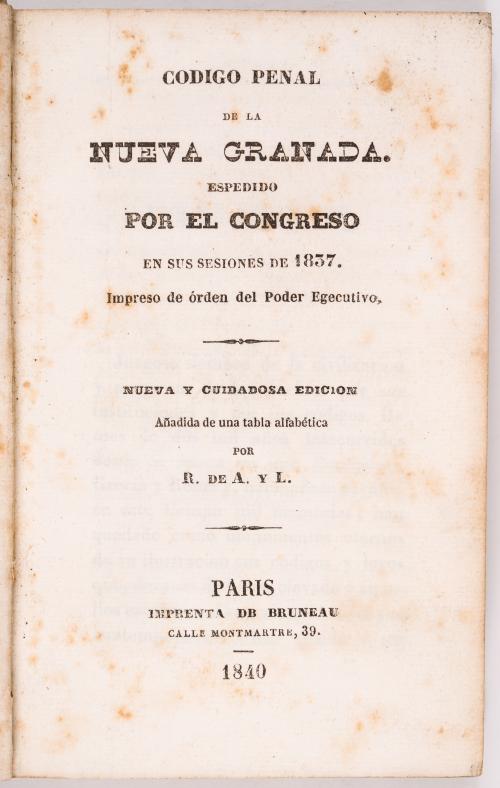 CODIGO PENAL
DE LA
NUEVA GRANADA.
ESPEDIDO
POR EL CONGRESO
EN SUS SESIONES DE 1837.
Impreso de órden del Poder Egecutivo,
NUEVA Y CUIDADOSA EDICION
Añadida de una tabla alfabética
POR
R. DE A. Y L.
PARIS
IMPRENTA DB BRUNEAU
CALLE MONTMARTRE, 39.
1840